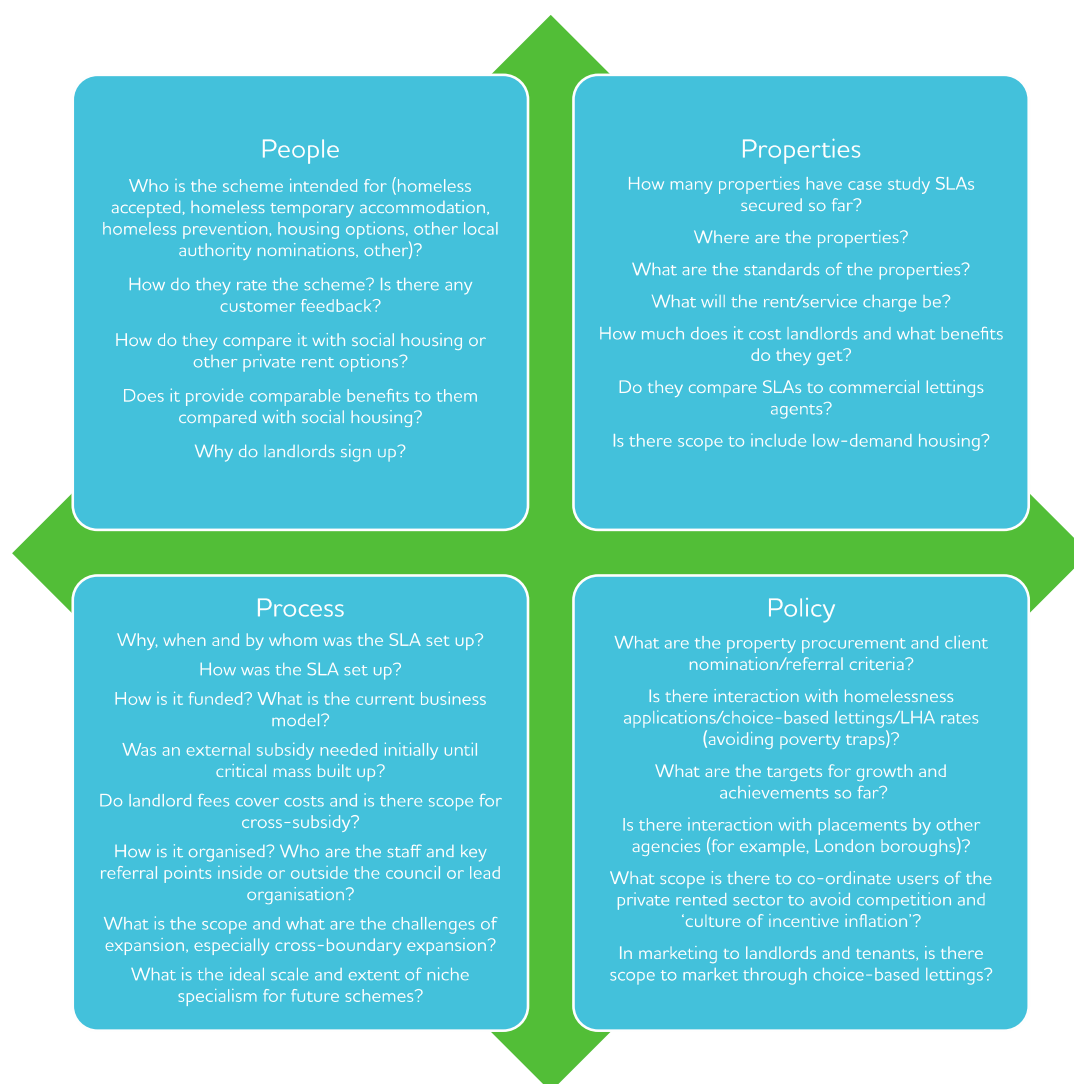 People
Who is the scheme intended for (homeless
accepted, homeless temporary accommodation,
homeless prevention, housing options, other local
authority nominations, other)?
How do they rate the scheme? Is there any
customer feedback?
How do they compare it with social housing or
other private rent options?
Does it provide comparable benefits to them
compared with social housing?
Why do landlords sign up?
Properties
How many properties have case study SLAs
secured so far?
Where are the properties?
What are the standards of the properties?
What will the rent/service charge be?
How much does it cost landlords and what benefits
do they get?
Do they compare SLAs to commercial lettings
agents?
Is there scope to include low-demand housing?
Process
Why, when and by whom was the SLA set up?
How was the SLA set up?
How is it funded? What is the current business
model?
Was an external subsidy needed initially until
critical mass built up?
Do landlord fees cover costs and is there scope for
cross-subsidy?
How is it organised? Who are the staff and key
referral points inside or outside the council or lead
organisation?
What is the scope and what are the challenges of
expansion, especially cross-boundary expansion?
What is the ideal scale and extent of niche
specialism for future schemes?
Policy
What are the property procurement and client
nomination/referral criteria?
Is there interaction with homelessness
applications/choice-based lettings/LHA rates
(avoiding poverty traps)?
What are the targets for growth and
achievements so far?
Is there interaction with placements by other
agencies (for example, London boroughs)?
What scope is there to co-ordinate users of the
private rented sector to avoid competition and
‘culture of incentive inflation’?
In marketing to landlords and tenants, is there
scope to market through choice-based lettings?